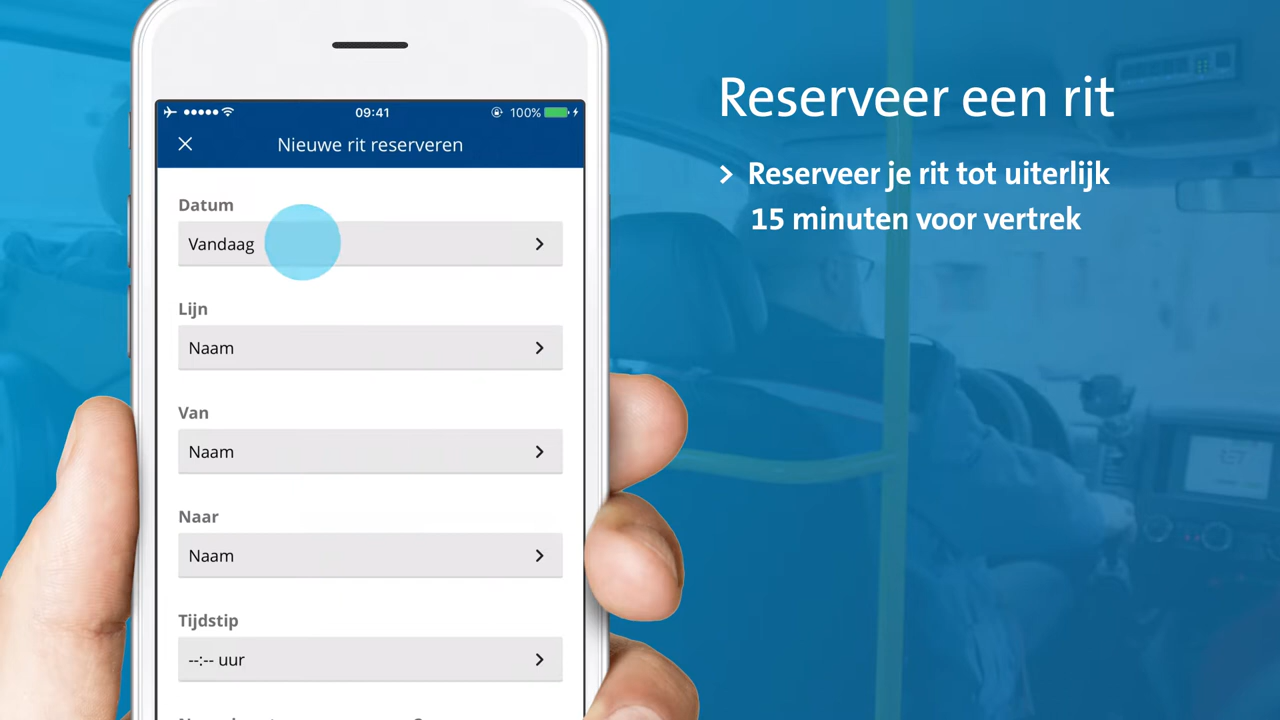 09:41
100%
Nieuwe rit reserveren
Datum
Vandaag
Lijn
Naam
Van
Naam
Naar
Naam
Tijdstip
--:-- uur
Reserveer een rit
Reserveer je rit tot uiterlijk
15 minuten voor vertrek